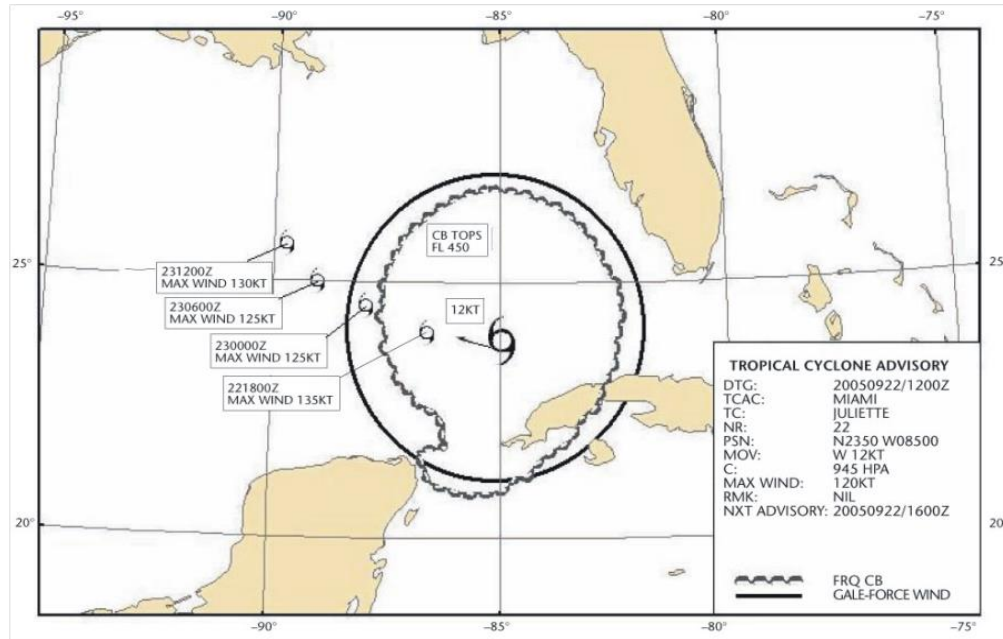 −95° −90° −85° −80° −75°
CB TOPS
FL 450
25° 25°
231200Z
MAX WIND 130KT
12KT
230600Z
MAX WIND 125KT
230000Z
MAX WIND 125KT
221800Z
MAX WIND 135KT
TROPICAL CYCLONE ADVISORY
DTG: 20050922/1200Z
TCAC: MIAMI
TC: JULIETTE
NR: 22
PSN: N2350 W08500
MOV: W 12KT
C: 945 HPA
MAX WIND: 120KT
RMK: NIL
NXT ADVISORY: 20050922/1600Z
FRQ CB
GALE-FORCE WIND
20° 20°
−90° −85° −80° −75°